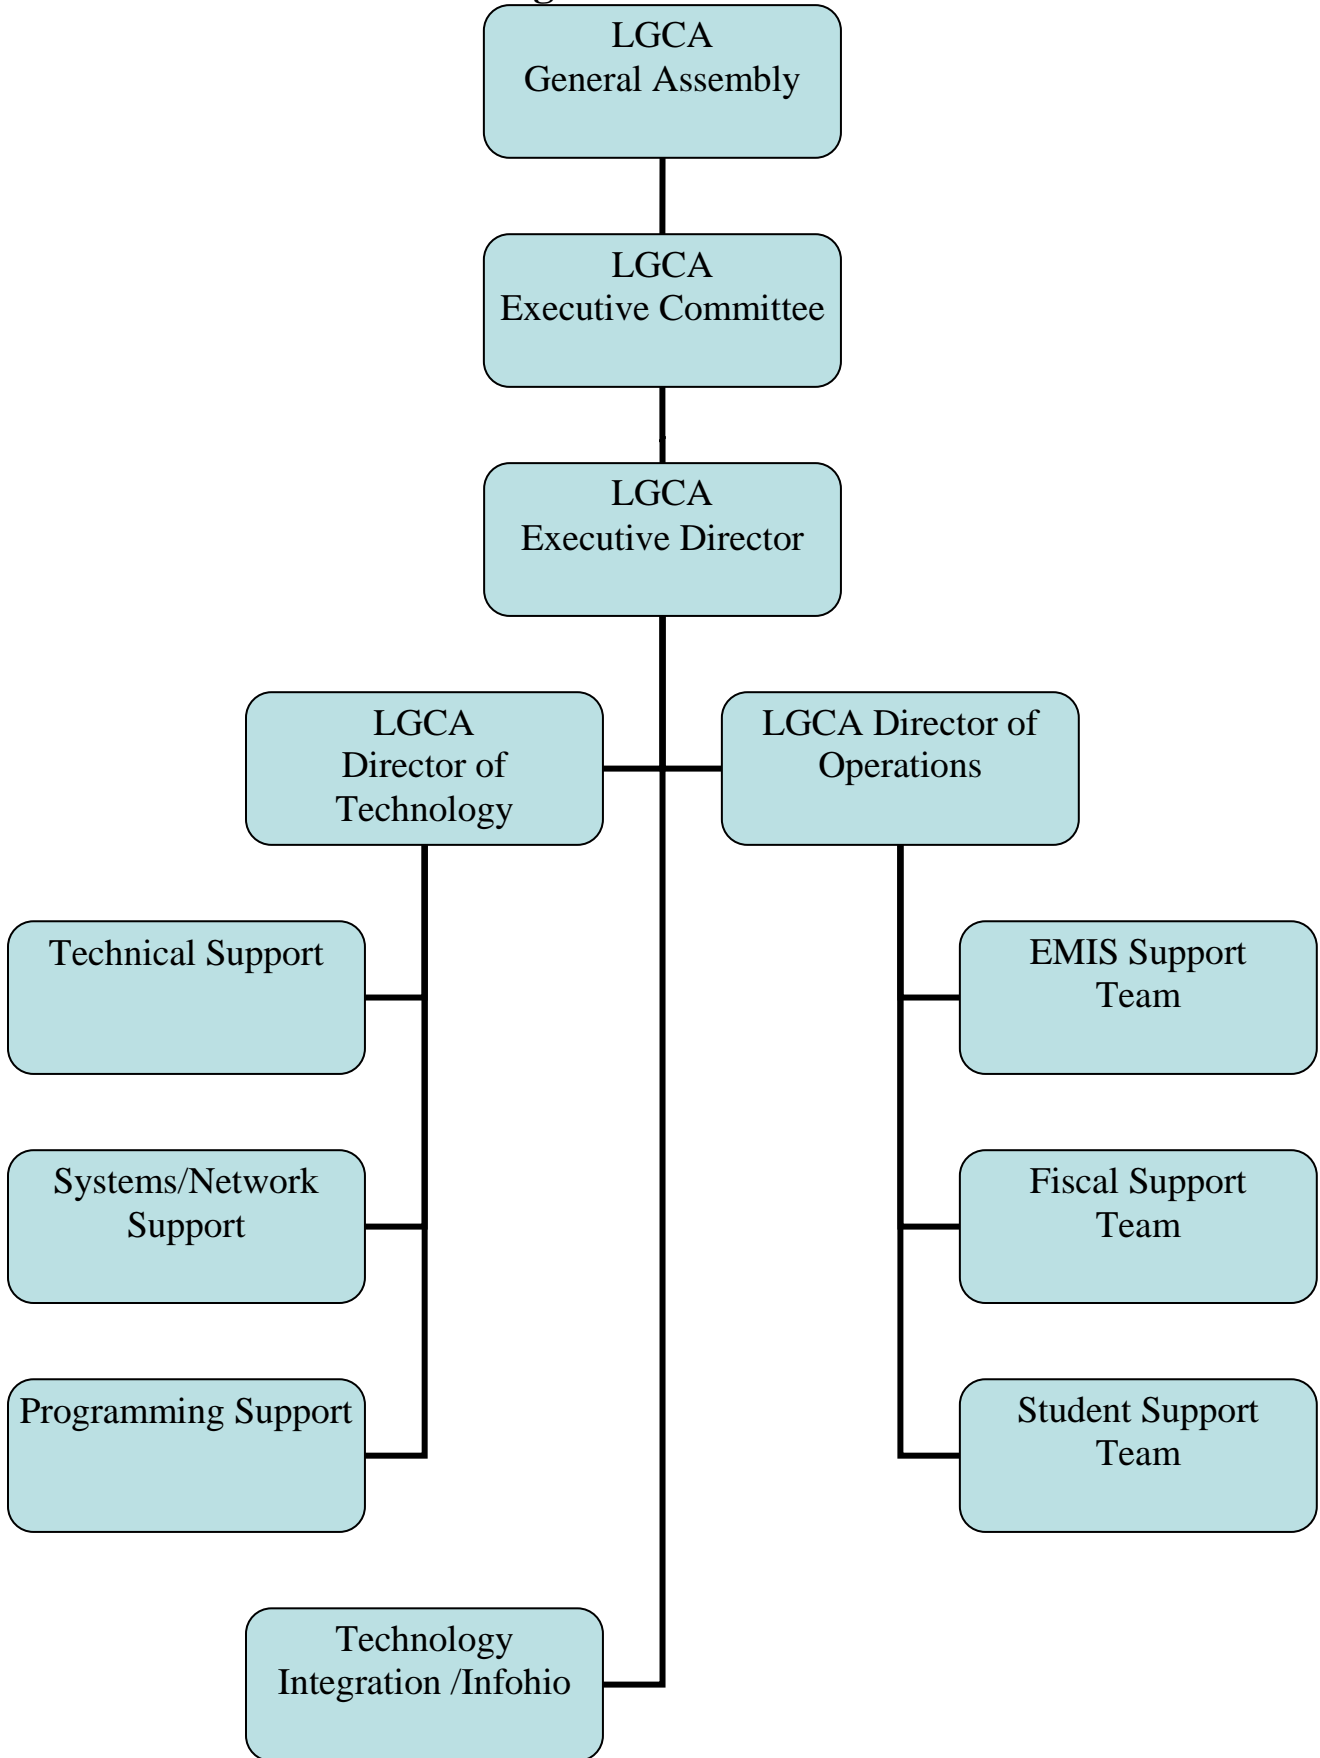 LGCA
General Assembly
LGCA
Executive Committee
LGCA
Executive Director
LGCA
Director of
Technology
LGCA Director of
Operations
Technical Support
EMIS Support
Team
Systems/Network
Support
Fiscal Support
Team
Programming Support
Student Support
Team
Technology
Integration /Infohio